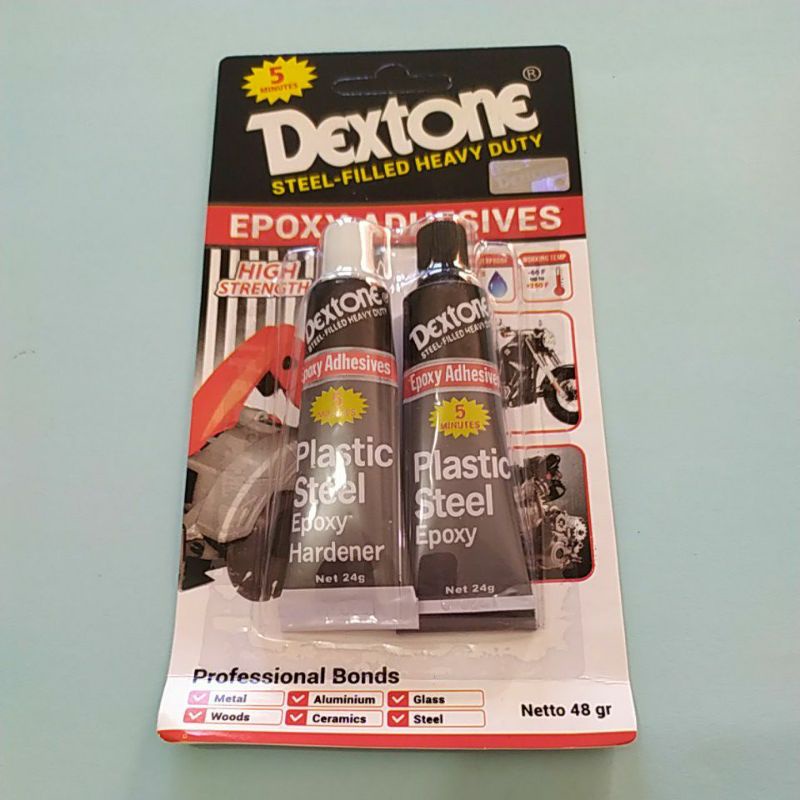 5
MINUTES
DEXTONE®
STEEL-FILLED HEAVY DUTY
EPOXY ADHESIVES
HIGH
STRENGTH
WORKING TEMP
DEXTONE®
STEEL-FILLED HEAVY DUTY
Epoxy Adhesives
5
MINUTES
Plastic
Steel
Epoxy
Hardener
Net 24g
DEXTONE
STEEL-FILLED HEAVY DUTY
Epoxy Adhesives
5
MINUTES
Plastic
Steel
Epoxy
Net 24g
Professional Bonds
Metal
Aluminium
Glass
Woods
Ceramics
Steel
Netto 48 gr